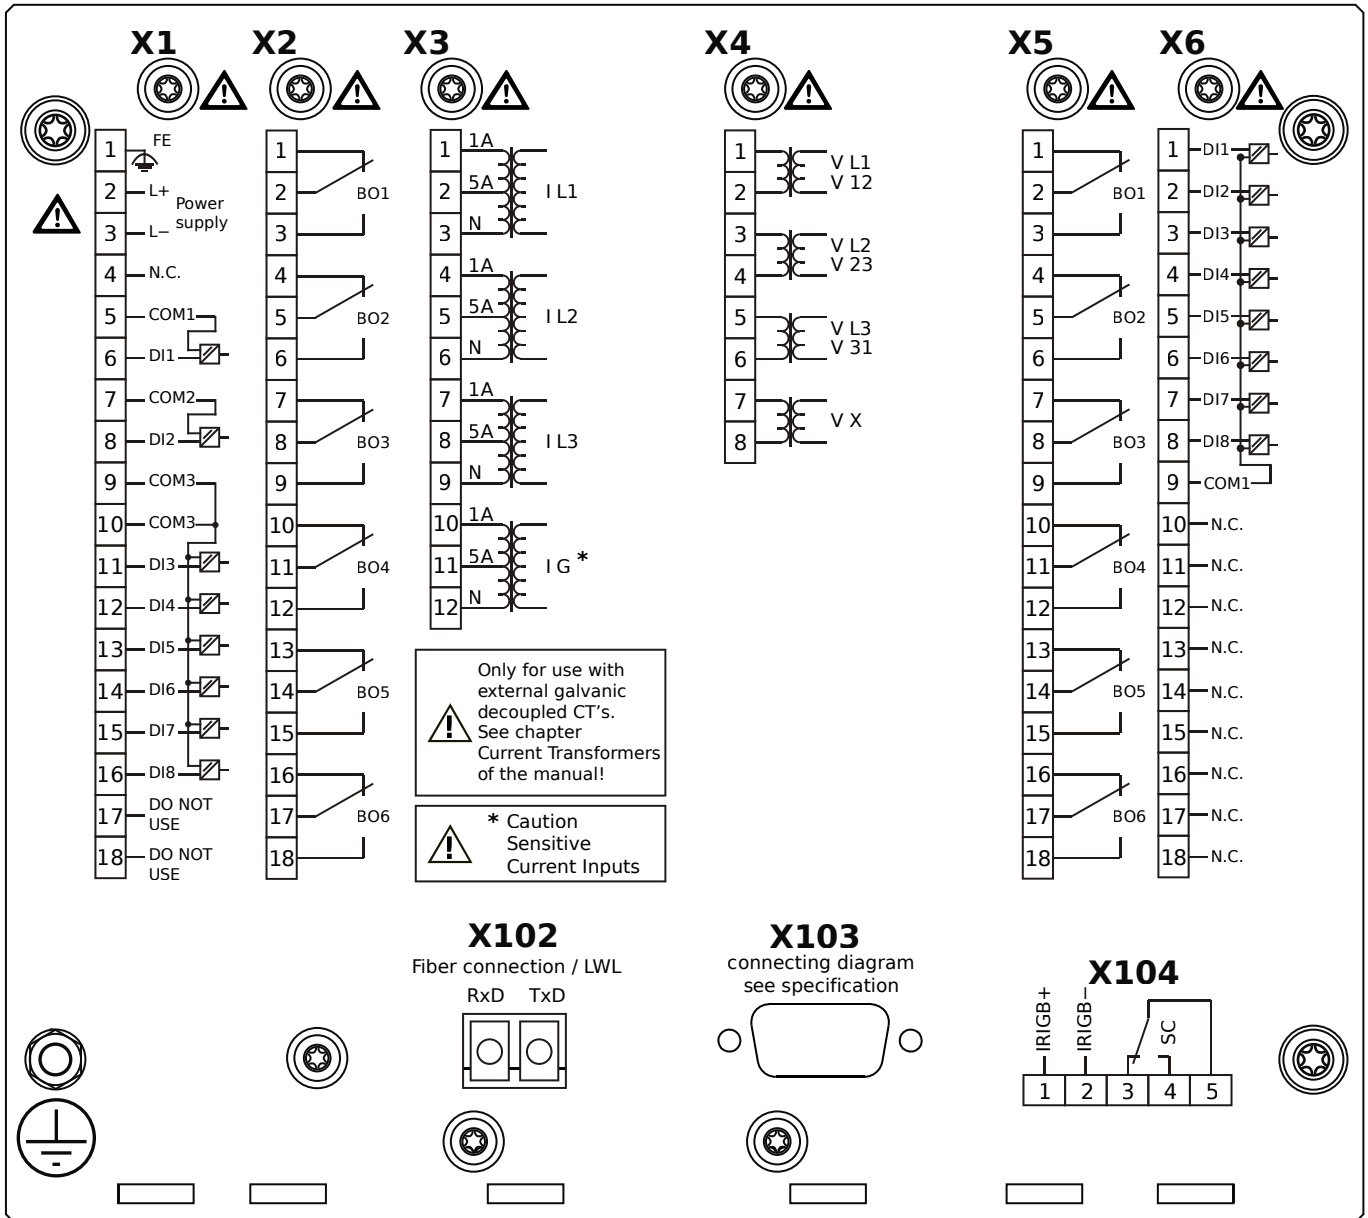 X1
X2
X3
X4
X5
X6
1 FE
2 L+
Power
supply
3 L−
4 N.C.
5 COM1
6 DI1
7 COM2
8 DI2
9 COM3
10 COM3
11 DI3
12 DI4
13 DI5
14 DI6
15 DI7
16 DI8
17 DO NOT
USE
18 DO NOT
USE
1
2 BO1
3
4
5 BO2
6
7
8 BO3
9
10
11 BO4
12
13
14 BO5
15
16
17 BO6
18
1 1A
2 5A I L1
3 N
4 1A
5 5A I L2
6 N
7 1A
8 5A I L3
9 N
10 1A
11 5A I G *
12 N
Only for use with
external galvanic
decoupled CT's.
See chapter
Current Transformers
of the manual!
* Caution
Sensitive
Current Inputs
1 V L1
2 V 12
3 V L2
4 V 23
5 V L3
6 V 31
7 V X
8
1
2 BO1
3
4
5 BO2
6
7
8 BO3
9
10
11 BO4
12
13
14 BO5
15
16
17 BO6
18
1 DI1
2 DI2
3 DI3
4 DI4
5 DI5
6 DI6
7 DI7
8 DI8
9 COM1
10 N.C.
11 N.C.
12 N.C.
13 N.C.
14 N.C.
15 N.C.
16 N.C.
17 N.C.
18 N.C.
X102
Fiber connection / LWL
RxD TxD
X103
connecting diagram
see specification
X104
IRIGB+
IRIGB−
SC
1 2 3 4 5